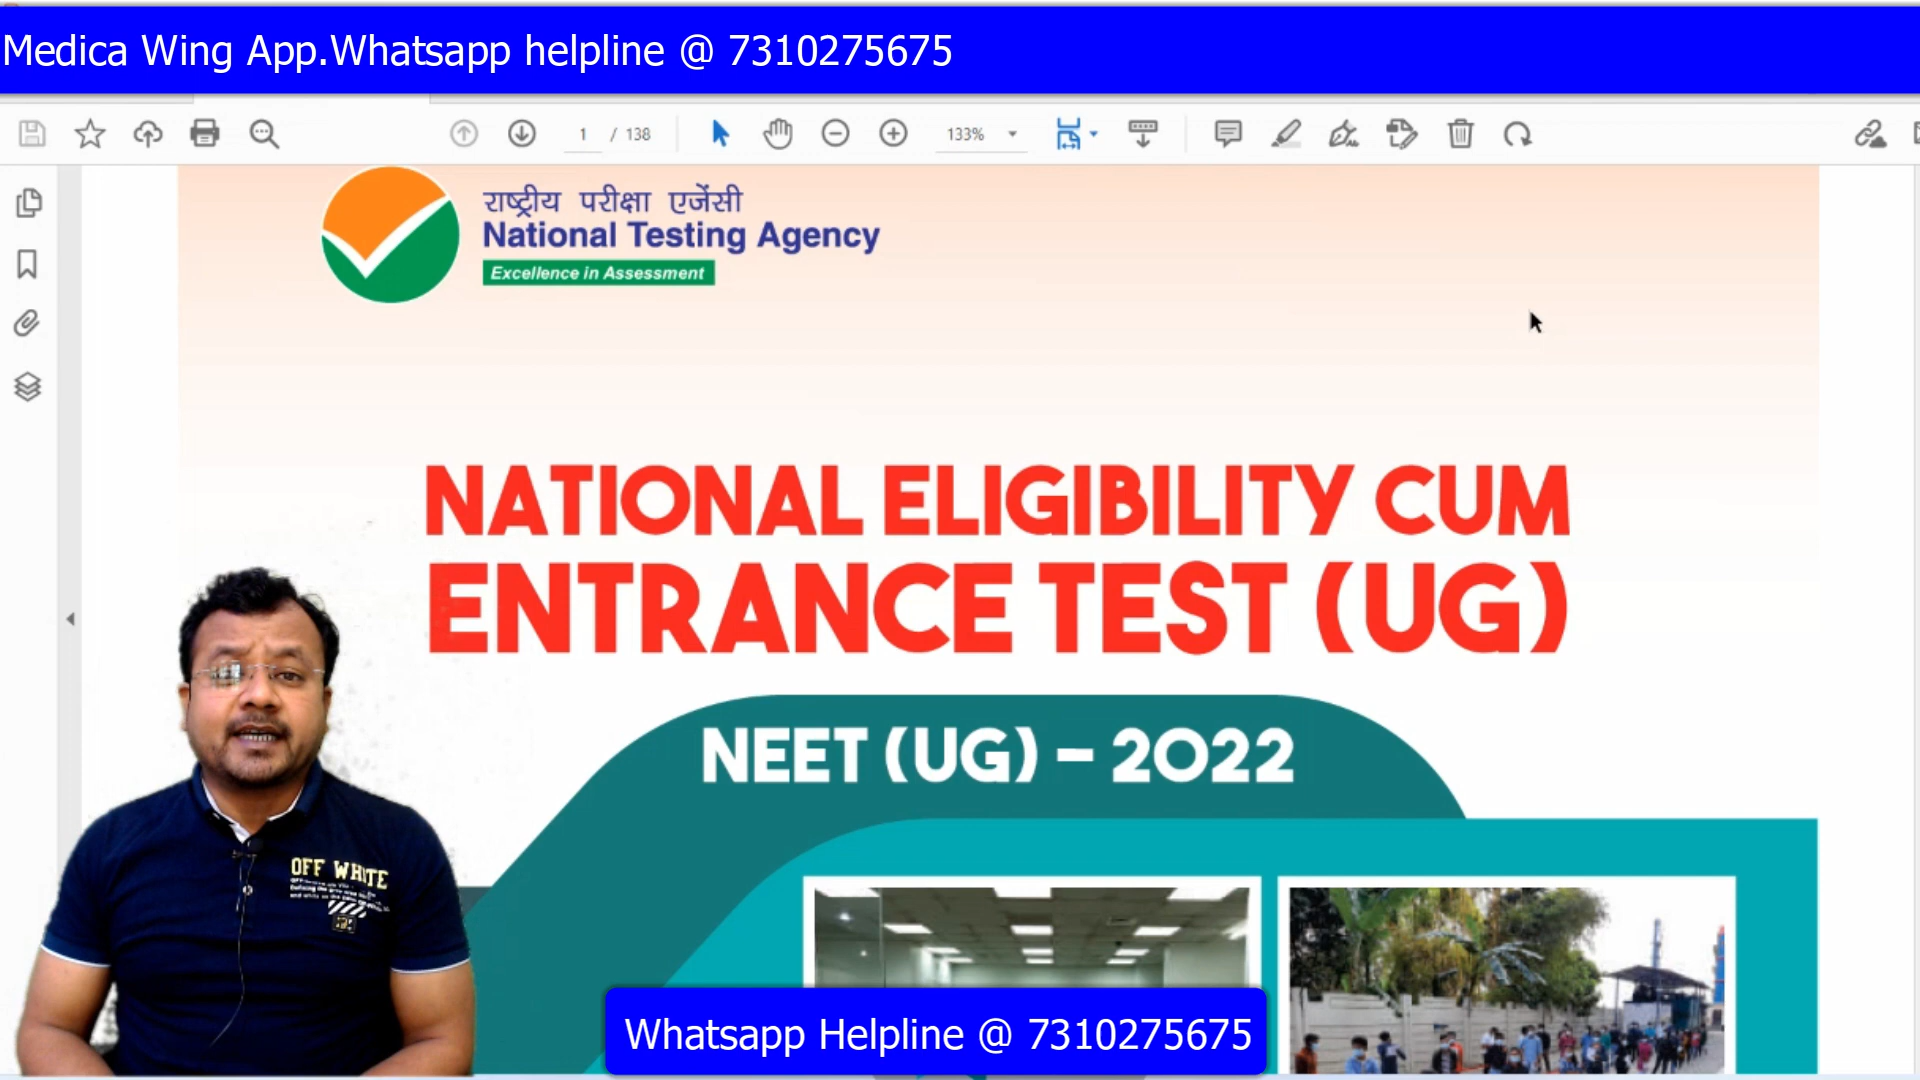 Medica Wing App.Whatsapp helpline @ 7310275675
1 / 138
133%
राष्ट्रीय परीक्षा एजेंसी
National Testing Agency
Excellence in Assessment
NATIONAL ELIGIBILITY CUM
ENTRANCE TEST (UG)
NEET (UG) – 2022
OFF WHITE
Whatsapp Helpline @ 7310275675